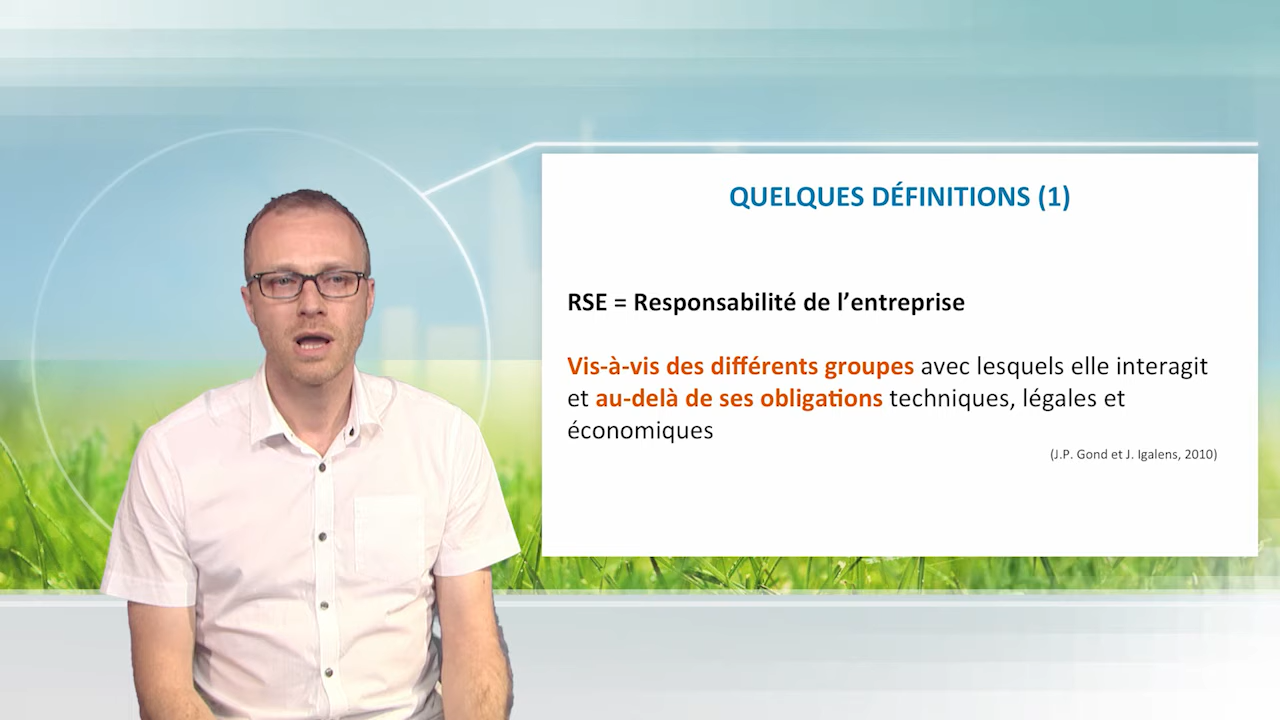 QUELQUES DÉFINITIONS (1)
RSE = Responsabilité de l’entreprise
Vis-à-vis des différents groupes avec lesquels elle interagit
et au-delà de ses obligations techniques, légales et
économiques
(J.P. Gond et J. Igalens, 2010)